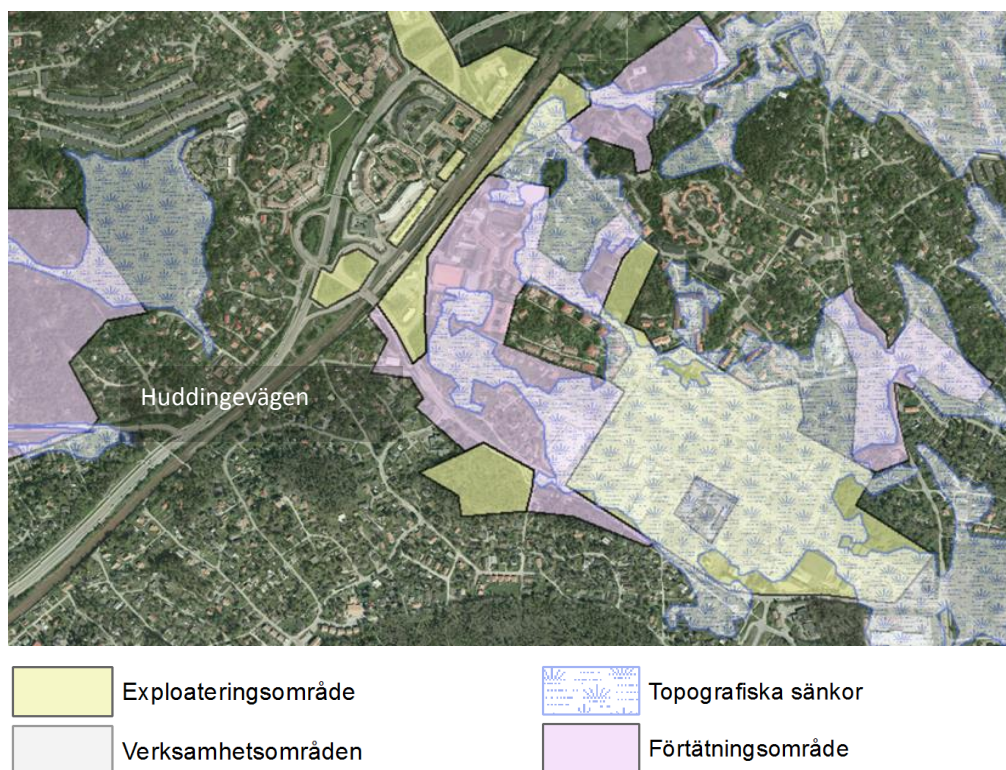 Huddingevägen
Exploateringsområde
Topografiska sänkor
Verksamhetsområden
Förtätningsområde